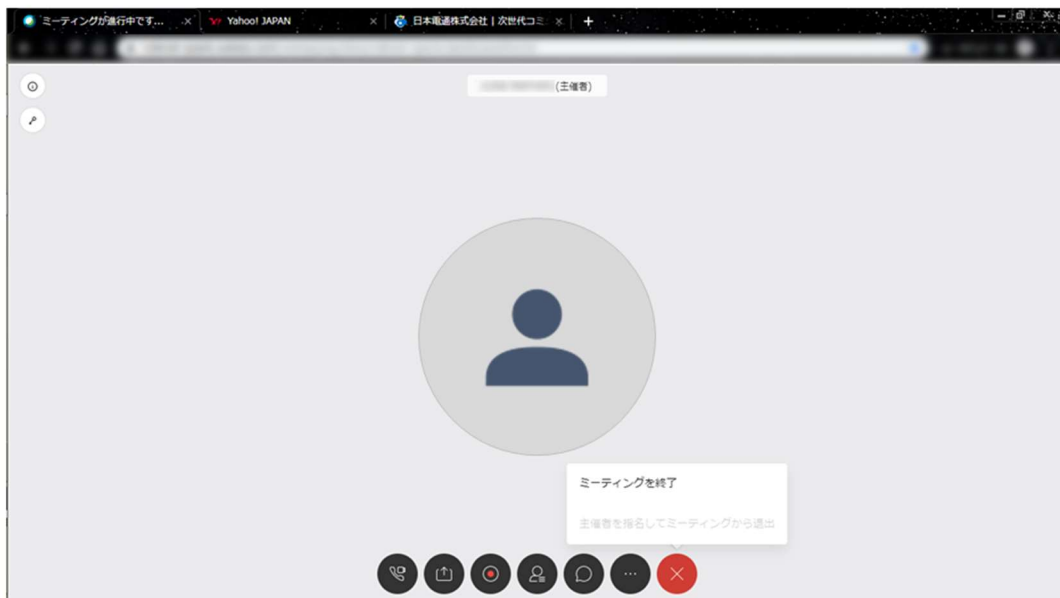 ミーティングが進行中です...
Yahoo! JAPAN
日本電通株式会社 | 次世代コミ
(主催者)
ミーティングを終了
主催者を指名してミーティングから退出